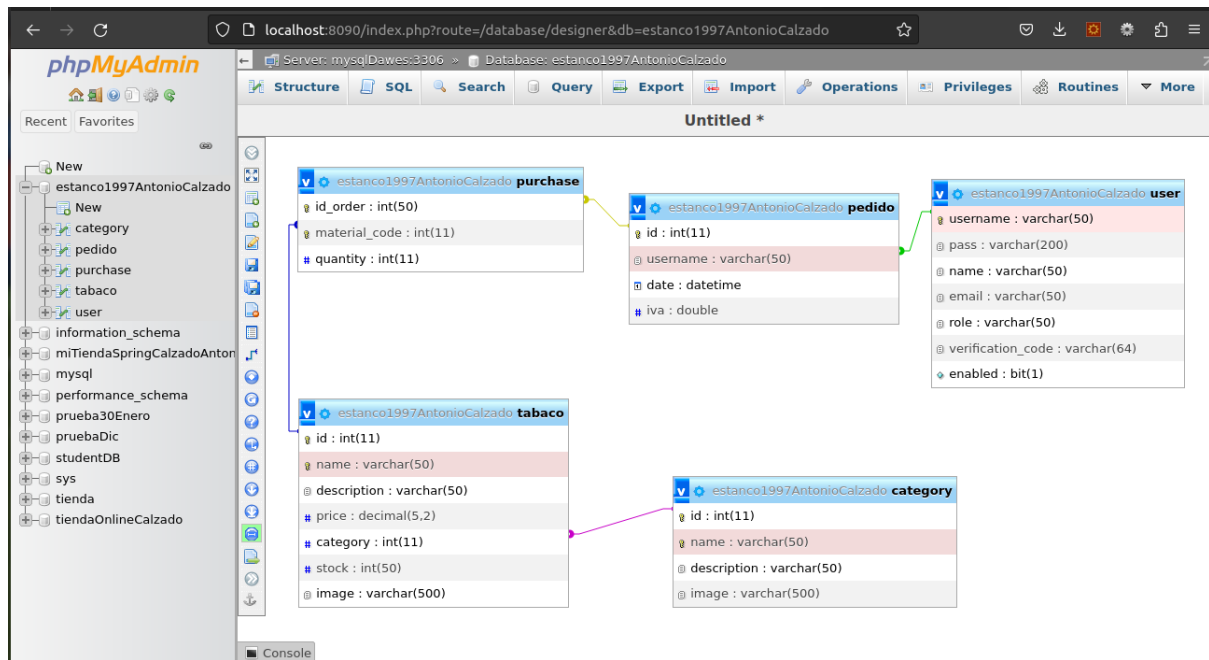 localhost:8090/index.php?route=/database/designer&db=estanco1997AntonioCalzado
phpMyAdmin
Recent Favorites
New
estanco1997AntonioCalzado
New
category
pedido
purchase
tabaco
user
information_schema
miTiendaSpringCalzadoAnton
mysql
performance_schema
prueba30Enero
pruebaDic
studentDB
sys
tienda
tiendaOnlineCalzado
Server: mysqlDawes:3306 » Database: estanco1997AntonioCalzado
Structure SQL Search Query Export Import Operations Privileges Routines More
Untitled *
v estanco1997AntonioCalzado purchase
id_order : int(50)
material_code : int(11)
# quantity : int(11)
v estanco1997AntonioCalzado pedido
id : int(11)
username : varchar(50)
date : datetime
# iva : double
v estanco1997AntonioCalzado user
username : varchar(50)
pass : varchar(200)
name : varchar(50)
email : varchar(50)
role : varchar(50)
verification_code : varchar(64)
enabled : bit(1)
v estanco1997AntonioCalzado tabaco
id : int(11)
name : varchar(50)
description : varchar(50)
# price : decimal(5,2)
# category : int(11)
# stock : int(50)
image : varchar(500)
v estanco1997AntonioCalzado category
id : int(11)
name : varchar(50)
description : varchar(50)
image : varchar(500)
Console